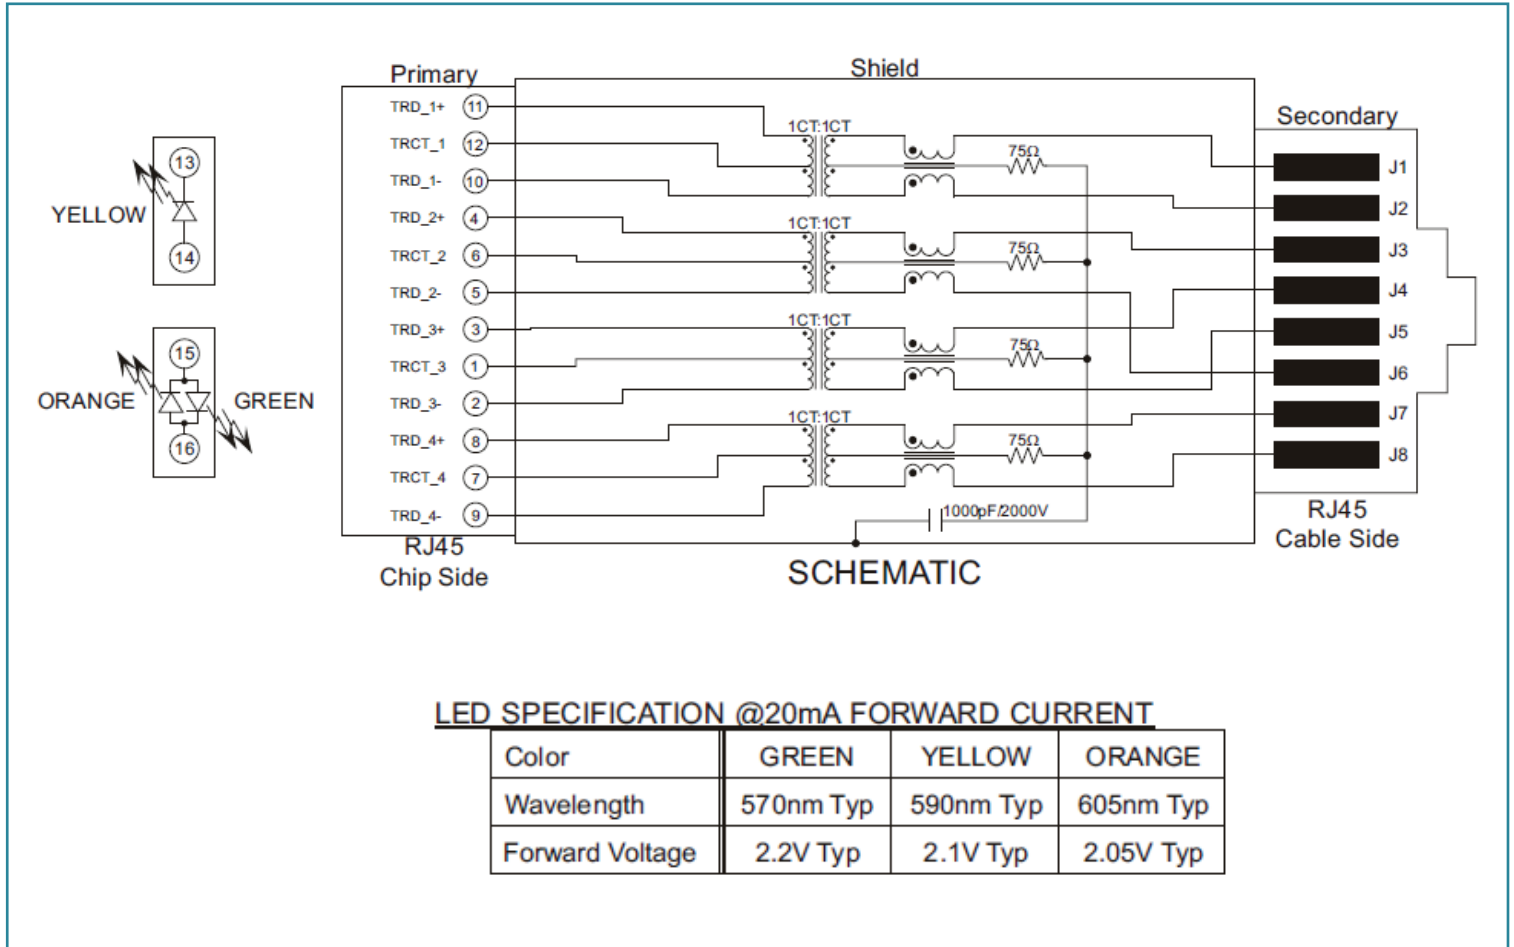 Shield
Primary
Secondary
TRD_1+ 11
TRCT_1 12
TRD_1- 10
TRD_2+ 4
TRCT_2 6
TRD_2- 5
TRD_3+ 3
TRCT_3 1
TRD_3- 2
TRD_4+ 8
TRCT_4 7
TRD_4- 9
RJ45
Chip Side
13
YELLOW
14
15
ORANGE
GREEN
16
1CT:1CT
75Ω
1CT:1CT
75Ω
1CT:1CT
75Ω
1CT:1CT
75Ω
1000pF/2000V
J1
J2
J3
J4
J5
J6
J7
J8
RJ45
Cable Side
SCHEMATIC
LED SPECIFICATION @20mA FORWARD CURRENT
Color GREEN YELLOW ORANGE
Wavelength 570nm Typ 590nm Typ 605nm Typ
Forward Voltage 2.2V Typ 2.1V Typ 2.05V Typ